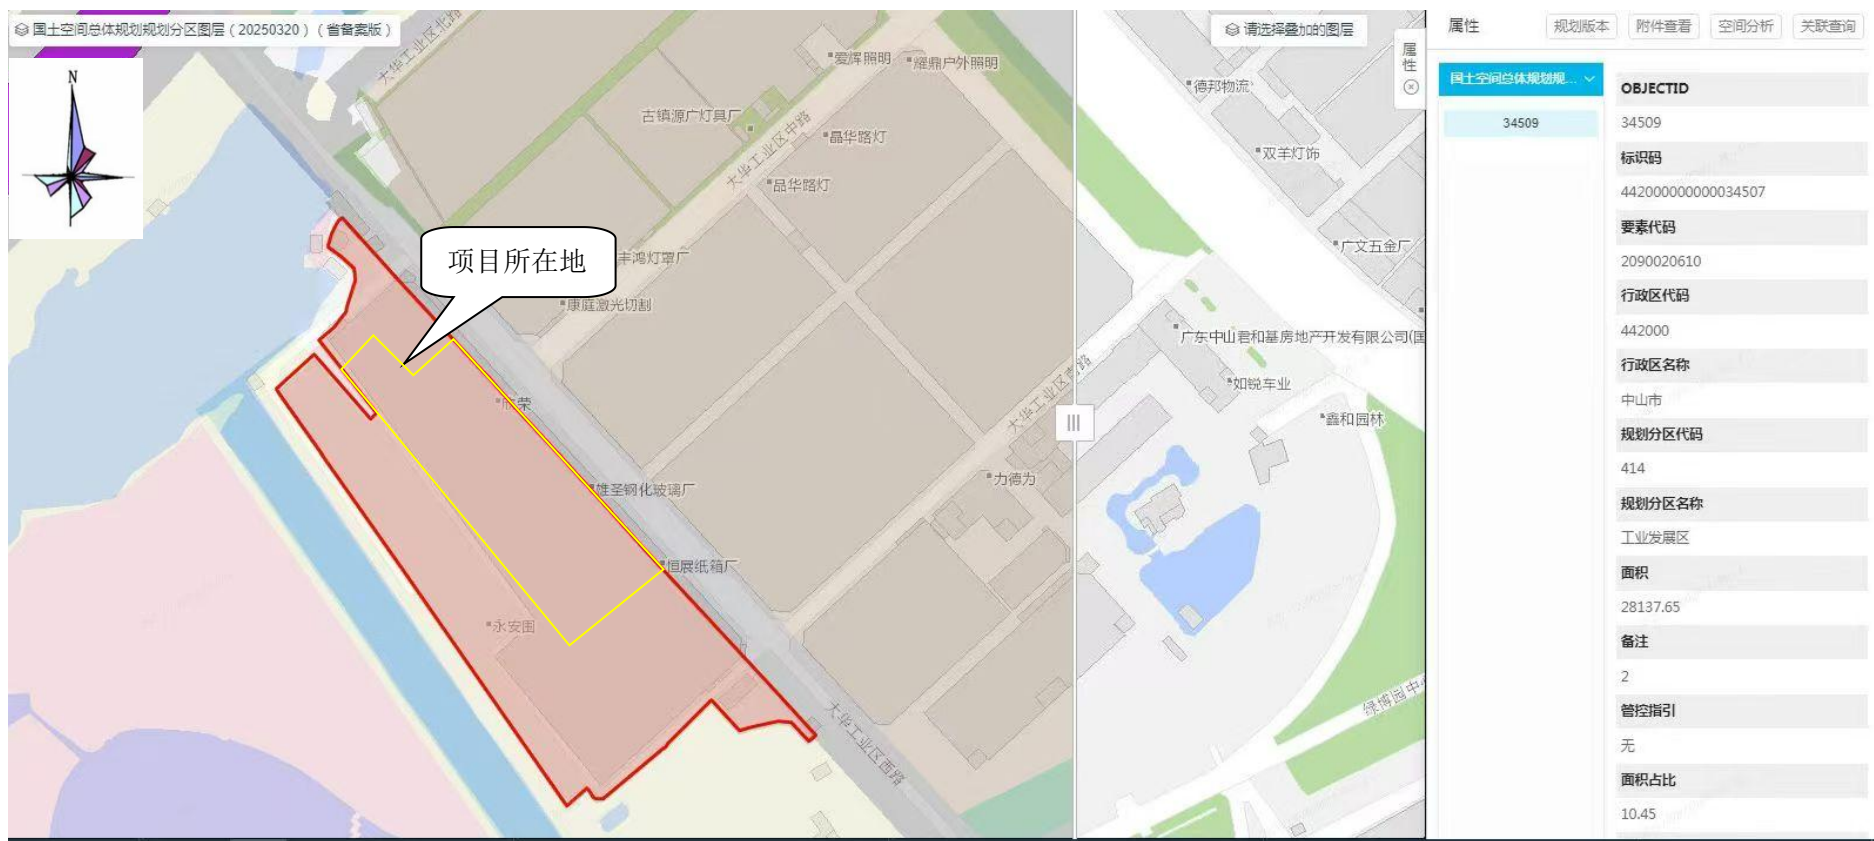 国土空间总体规划规划分区图层（20250320）（省备案版）
请选择叠加的图层
属性
规划版本
附件查看
空间分析
关联查询
属性
N
大华工业区北路
爱辉照明
耀鼎户外照明
古镇源广灯具厂
大华工业区中路
晶华路灯
品华路灯
项目所在地
丰鸿灯罩厂
康庭激光切割
欣荣
雄圣钢化玻璃厂
恒展纸箱厂
永安围
大华工业区西路
大华工业区南路
力德为
德邦物流
双羊灯饰
广文五金厂
广东中山君和基房地产开发有限公司(国
如锐车业
鑫和园林
绿博园中心
国土空间总体规划规...
34509
OBJECTID
34509
标识码
442000000000034507
要素代码
2090020610
行政区代码
442000
行政区名称
中山市
规划分区代码
414
规划分区名称
工业发展区
面积
28137.65
备注
2
管控指引
无
面积占比
10.45